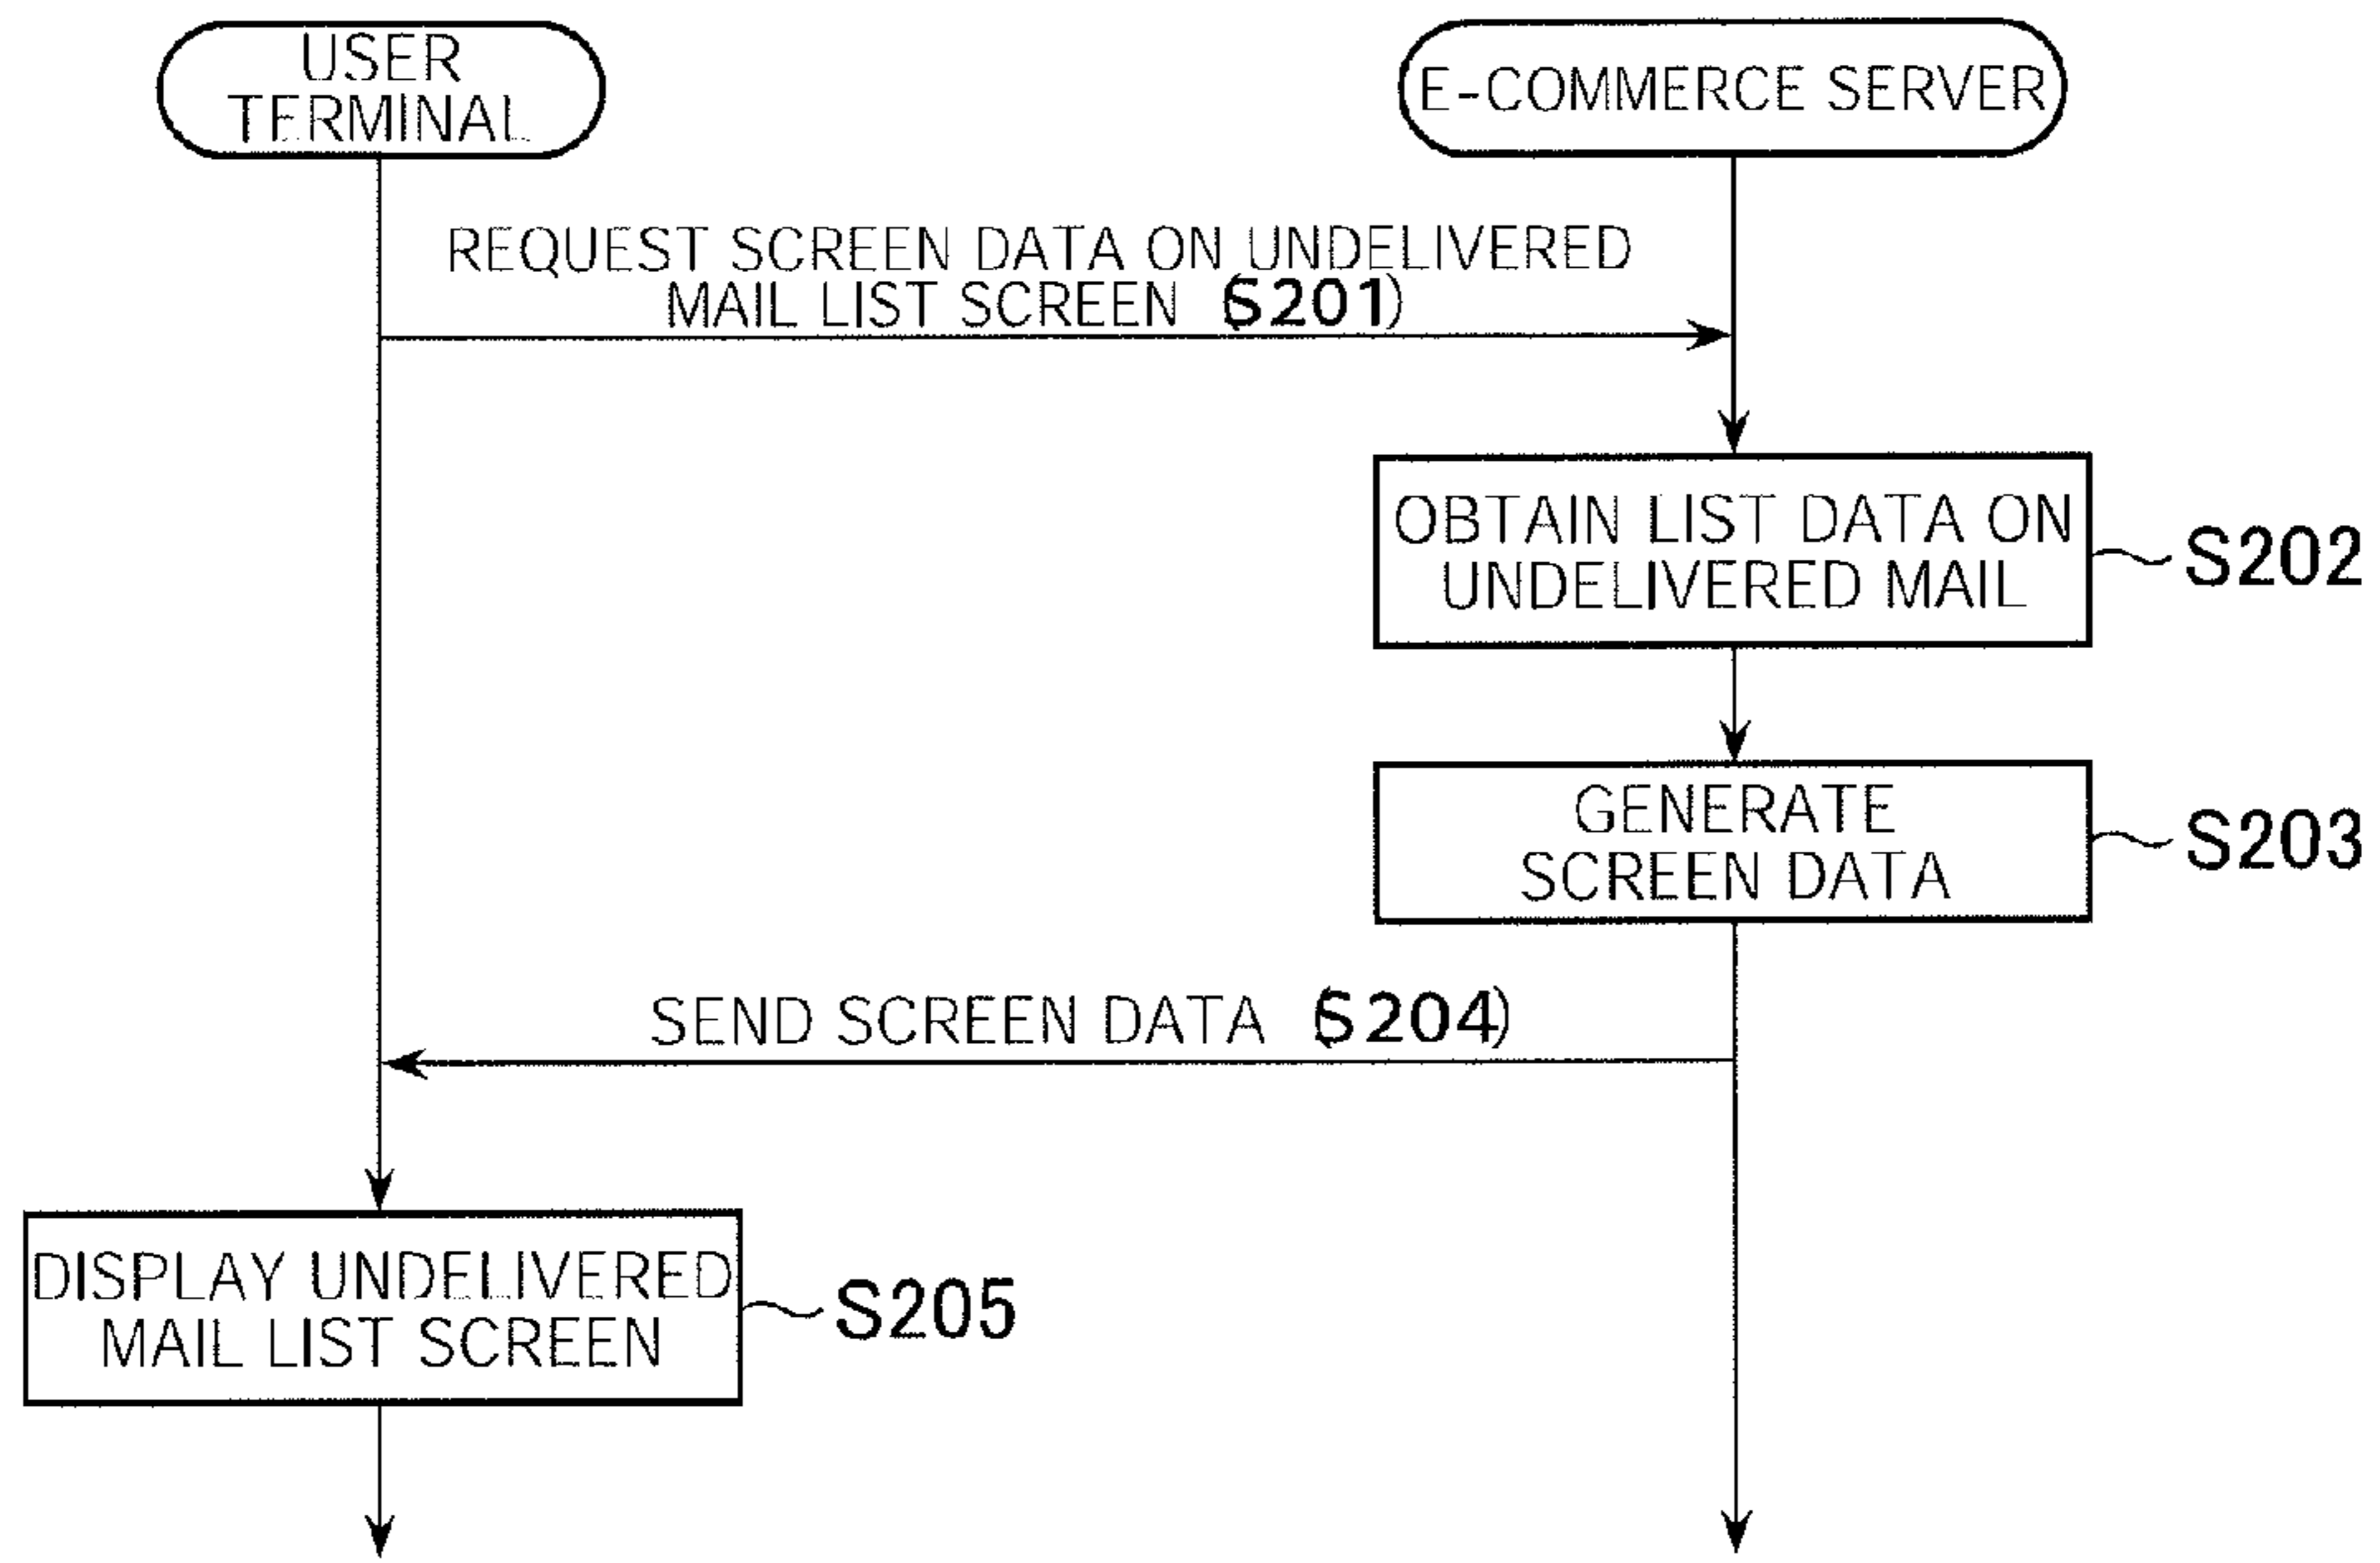 USER
TERMINAL
E-COMMERCE SERVER
REQUEST SCREEN DATA ON UNDELIVERED
MAIL LIST SCREEN (S201)
OBTAIN LIST DATA ON
UNDELIVERED MAIL
S202
GENERATE
SCREEN DATA
S203
SEND SCREEN DATA (S204)
DISPLAY UNDELIVERED
MAIL LIST SCREEN
S205